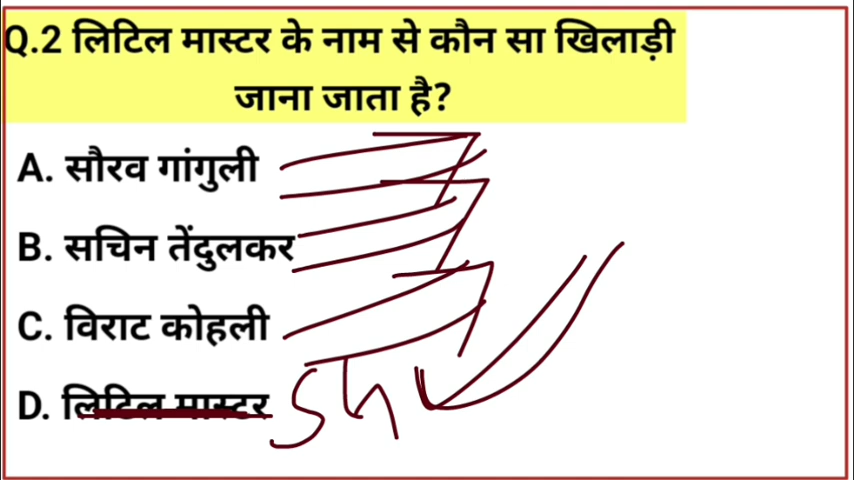 Q.2 लिटिल मास्टर के नाम से कौन सा खिलाड़ी
जाना जाता है?
A. सौरव गांगुली
B. सचिन तेंदुलकर
C. विराट कोहली
D. लिटिल मास्टर